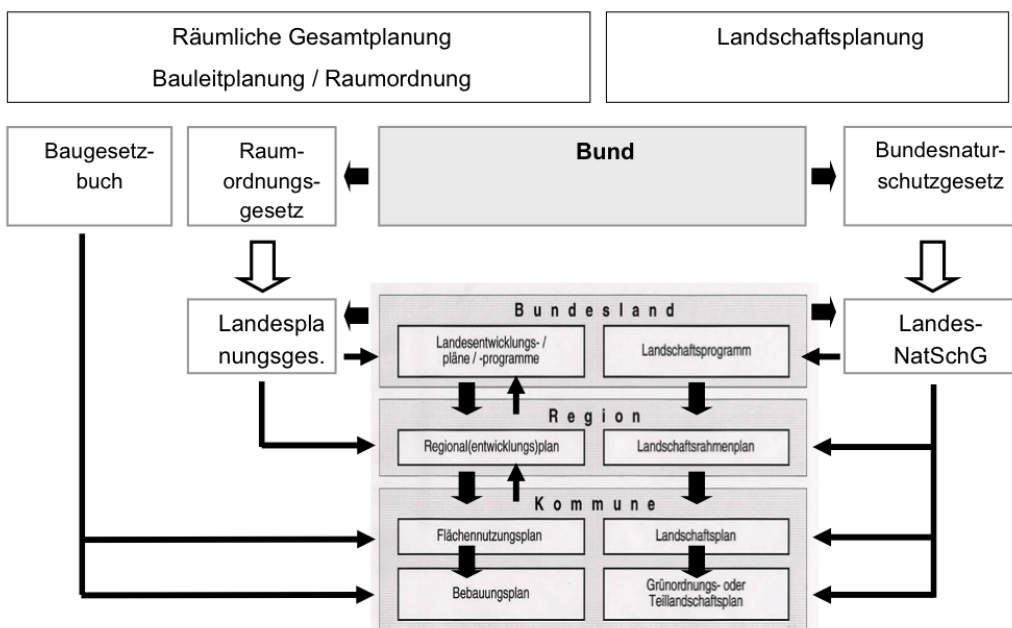 Räumliche Gesamtplanung
Bauleitplanung / Raumordnung
Landschaftsplanung
Baugesetz-
buch
Raum-
ordnungs-
gesetz
Bund
Bundesnatur-
schutzgesetz
Landespla
nungsges.
Bundesland
Landesentwicklungs- /
pläne / -programme
Landschaftsprogramm
Landes-
NatSchG
Region
Regional(entwicklungs)plan
Landschaftsrahmenplan
Kommune
Flächennutzungsplan
Landschaftsplan
Bebauungsplan
Grünordnungs- oder
Teillandschaftsplan